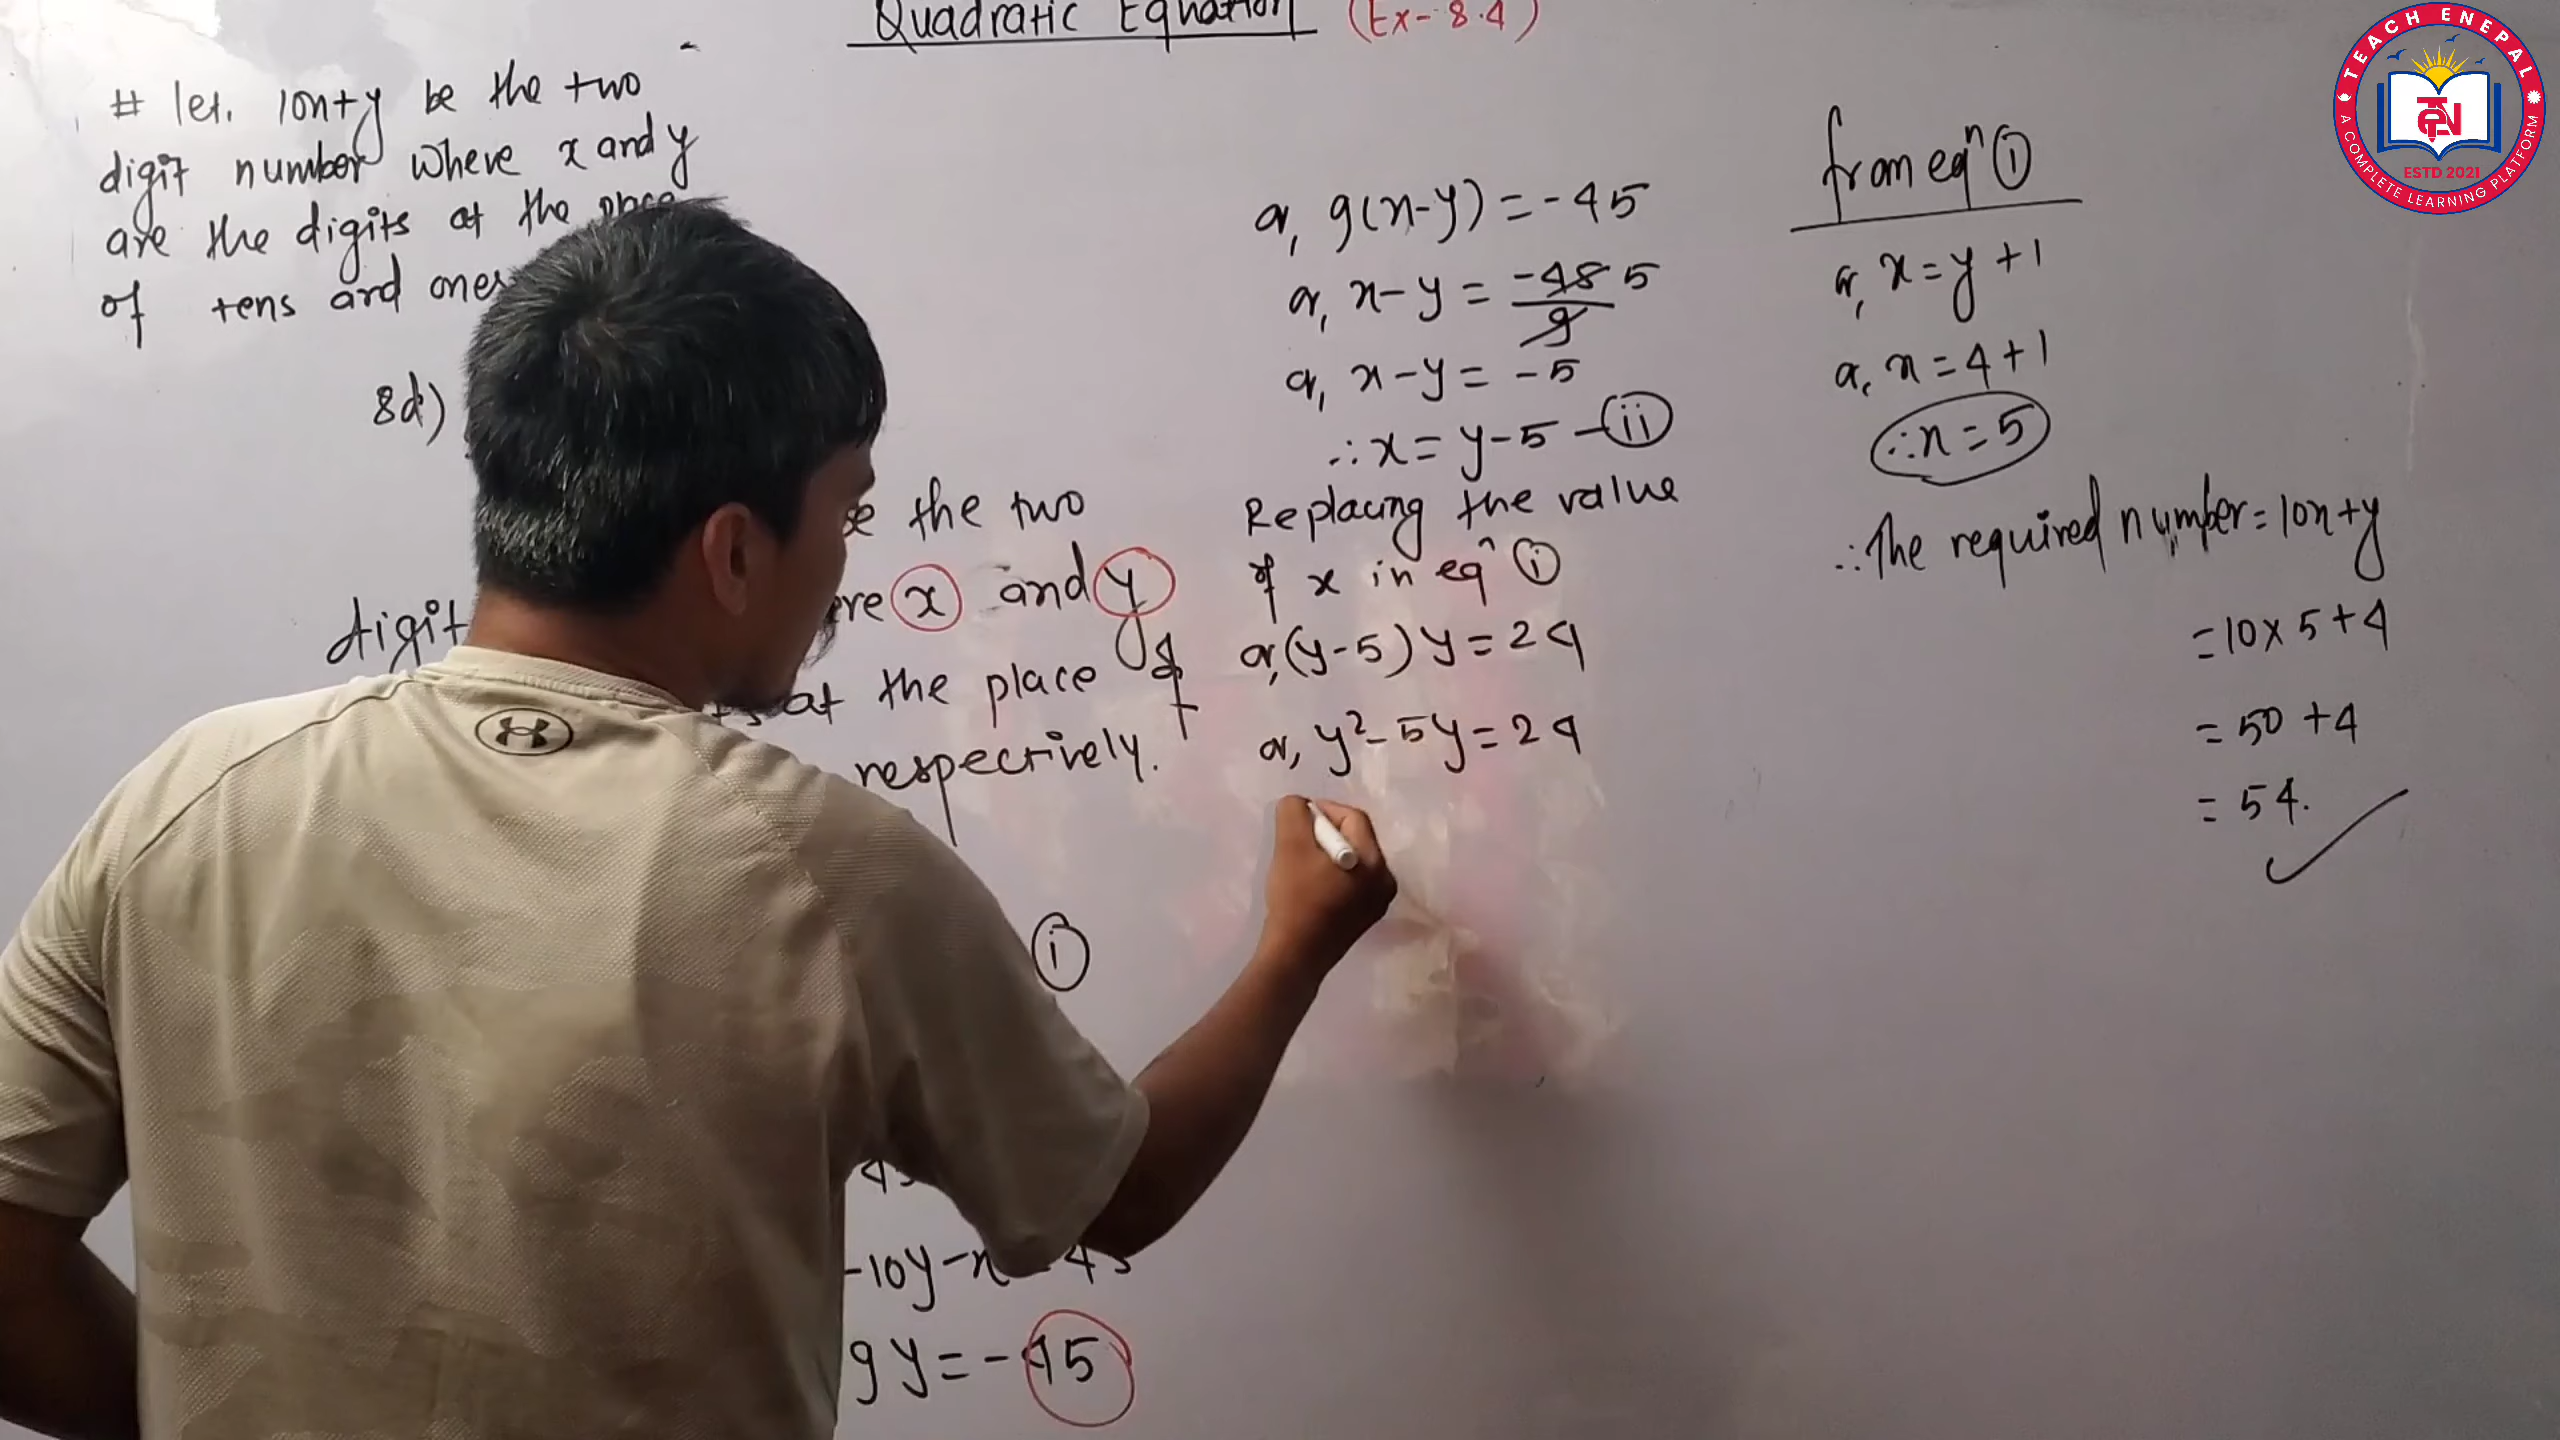 Quadratic Equation (Ex-8.4)
# let. 10x+y be the two
digit number where x and y
are the digits at the place
of tens and ones
8d)
the two
digit
x and y
at the place of
respectively.
i
-10y-x
9y=-45
or, 9(x-y)=-45
or, x-y=-45/9 5
or, x-y=-5
∴x=y-5-(ii)
Replacing the value
of x in eqⁿ (i)
or,(y-5)y=24
or, y²-5y=24
from eqⁿ (i)
or, x=y+1
or, x=4+1
∴x=5
∴The required number=10x+y
=10×5+4
=50+4
=54.
TEACH ENEPAL
ESTD 2021
A COMPLETE LEARNING PLATFORM